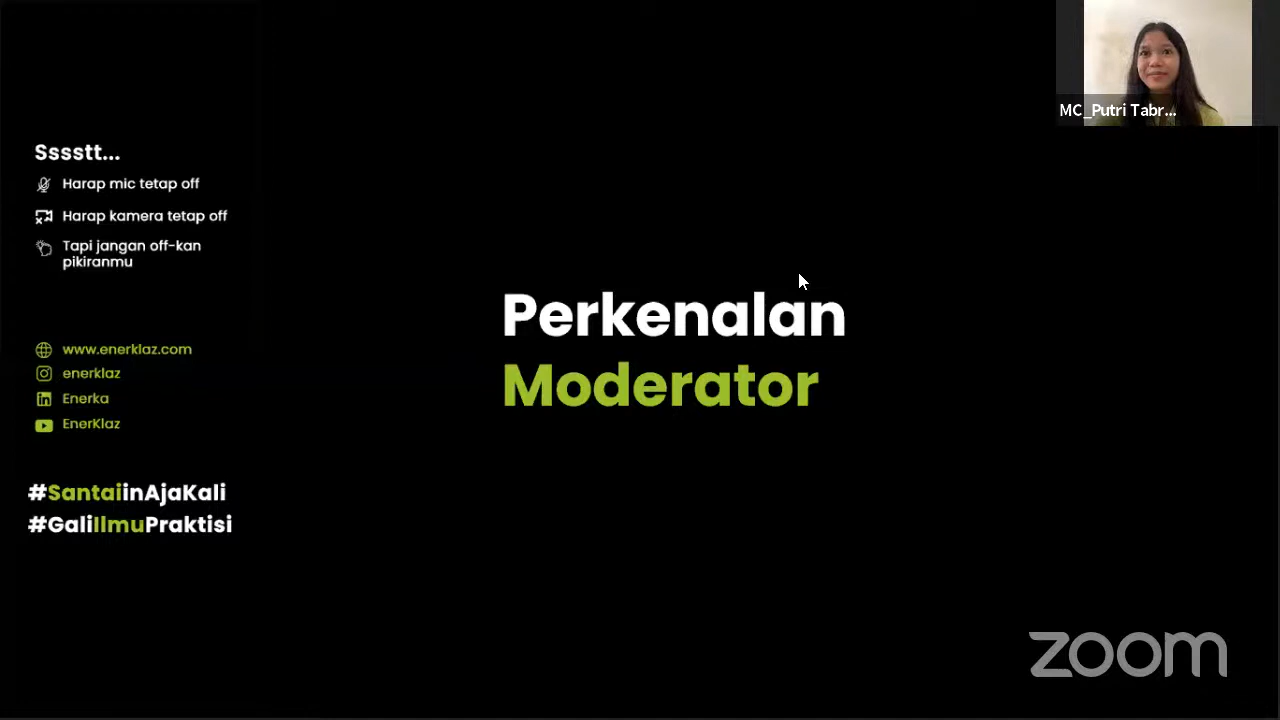 MC_Putri Tabr...
Sssstt...
Harap mic tetap off
Harap kamera tetap off
Tapi jangan off-kan
pikiranmu
Perkenalan
Moderator
www.enerklaz.com
enerklaz
Enerka
EnerKlaz
#SantaiinAjaKali
#GaliIlmuPraktisi
zoom